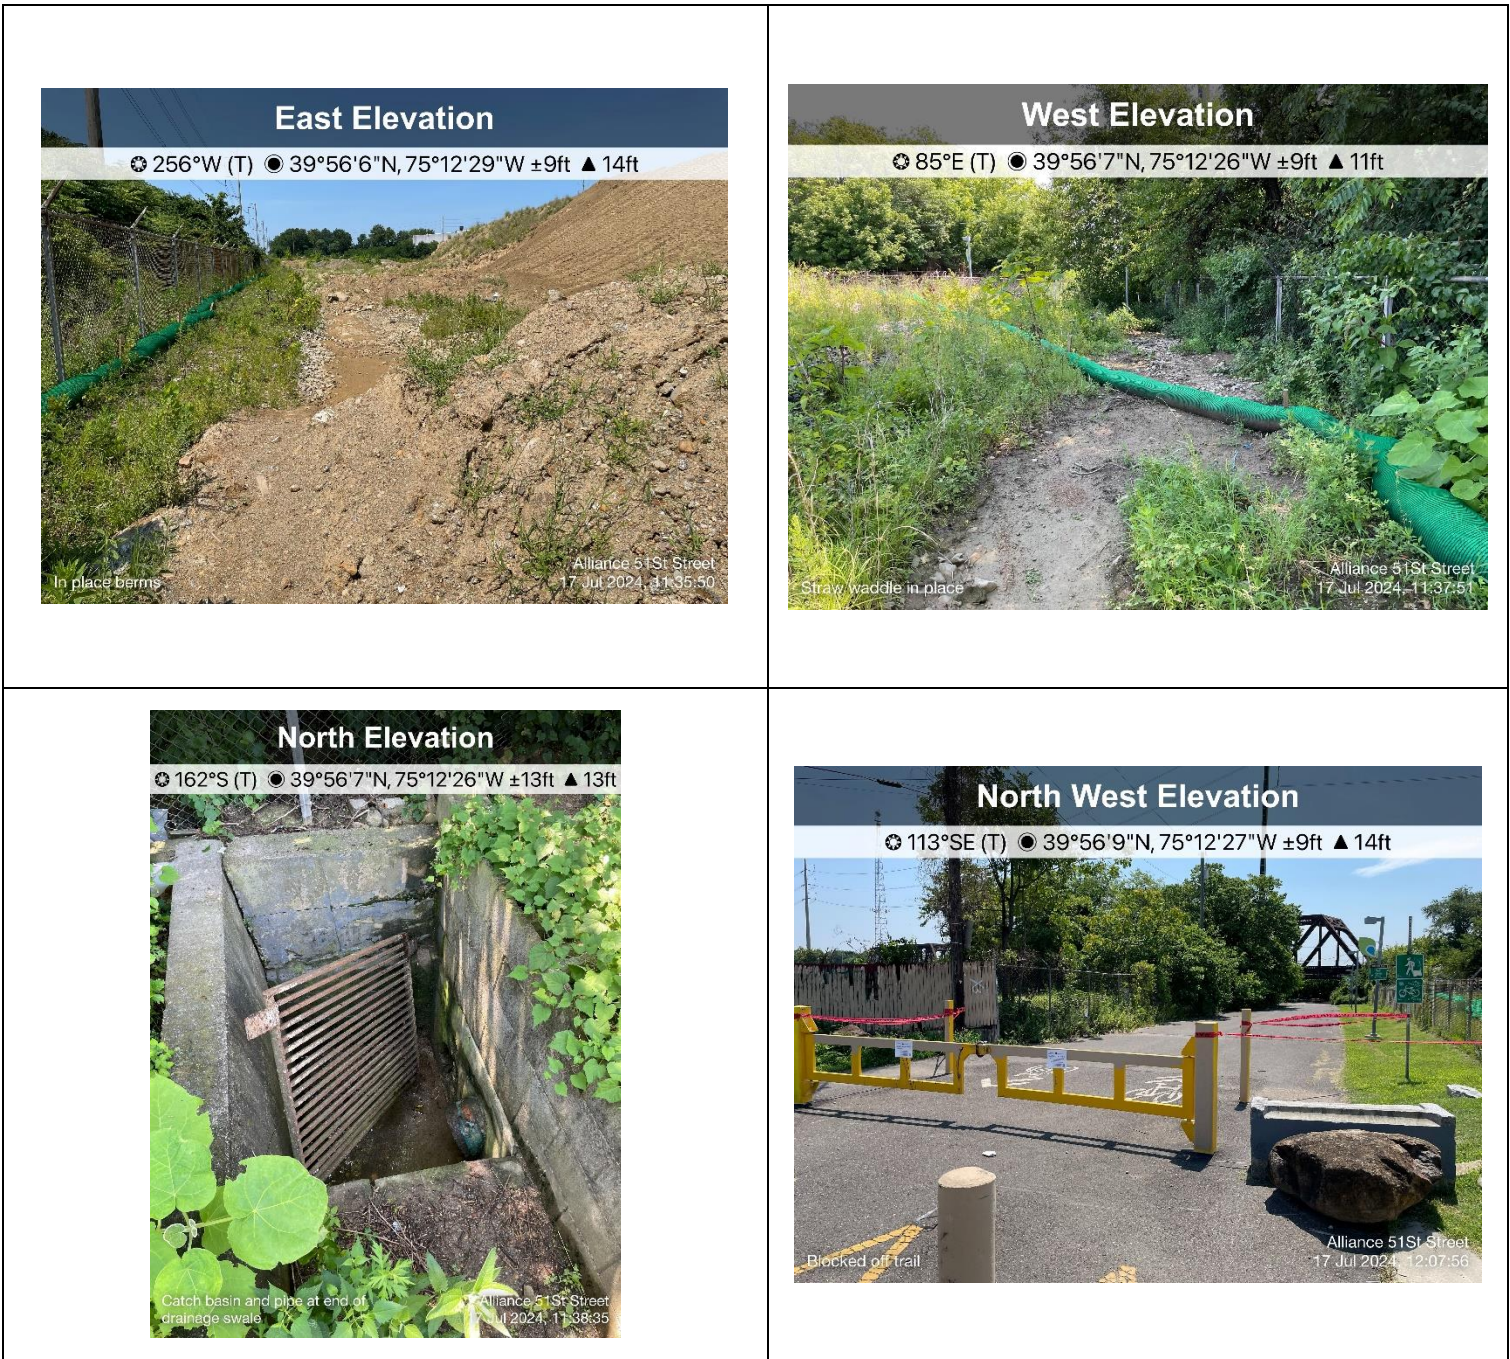 East Elevation
256°W (T) 39°56'6"N, 75°12'29"W ±9ft ▲ 14ft
In place berms
Alliance 51St Street
17 Jul 2024, 11:35:50
West Elevation
85°E (T) 39°56'7"N, 75°12'26"W ±9ft ▲ 11ft
Straw waddle in place
Alliance 51St Street
17 Jul 2024, 11:37:51
North Elevation
162°S (T) 39°56'7"N, 75°12'26"W ±13ft ▲ 13ft
Catch basin and pipe at end of
drainage swale
Alliance 51St Street
17 Jul 2024, 11:38:35
North West Elevation
113°SE (T) 39°56'9"N, 75°12'27"W ±9ft ▲ 14ft
Blocked off trail
Alliance 51St Street
17 Jul 2024, 12:07:56